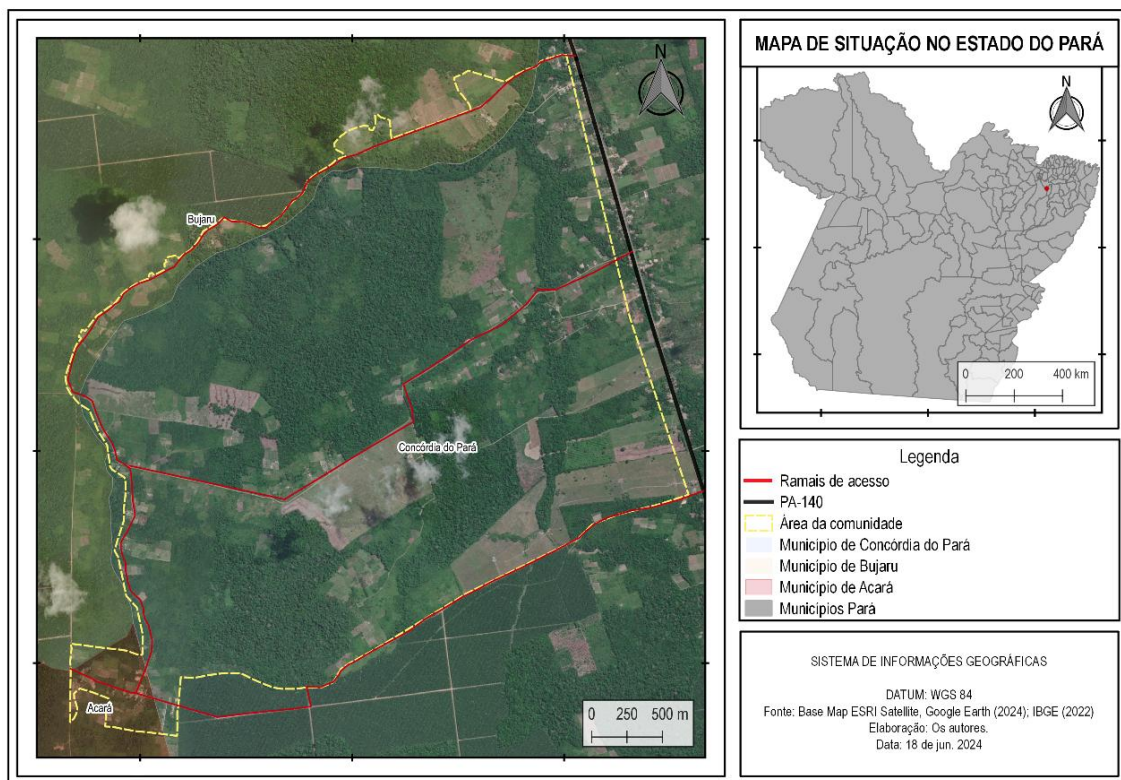 N
Bujaru
Concórdia do Pará
Acará
0 250 500 m
MAPA DE SITUAÇÃO NO ESTADO DO PARÁ
N
0 200 400 km
Legenda
Ramais de acesso
PA-140
Área da comunidade
Município de Concórdia do Pará
Município de Bujaru
Município de Acará
Municípios Pará
SISTEMA DE INFORMAÇÕES GEOGRÁFICAS
DATUM: WGS 84
Fonte: Base Map ESRI Satellite, Google Earth (2024); IBGE (2022)
Elaboração: Os autores.
Data: 18 de jun. 2024